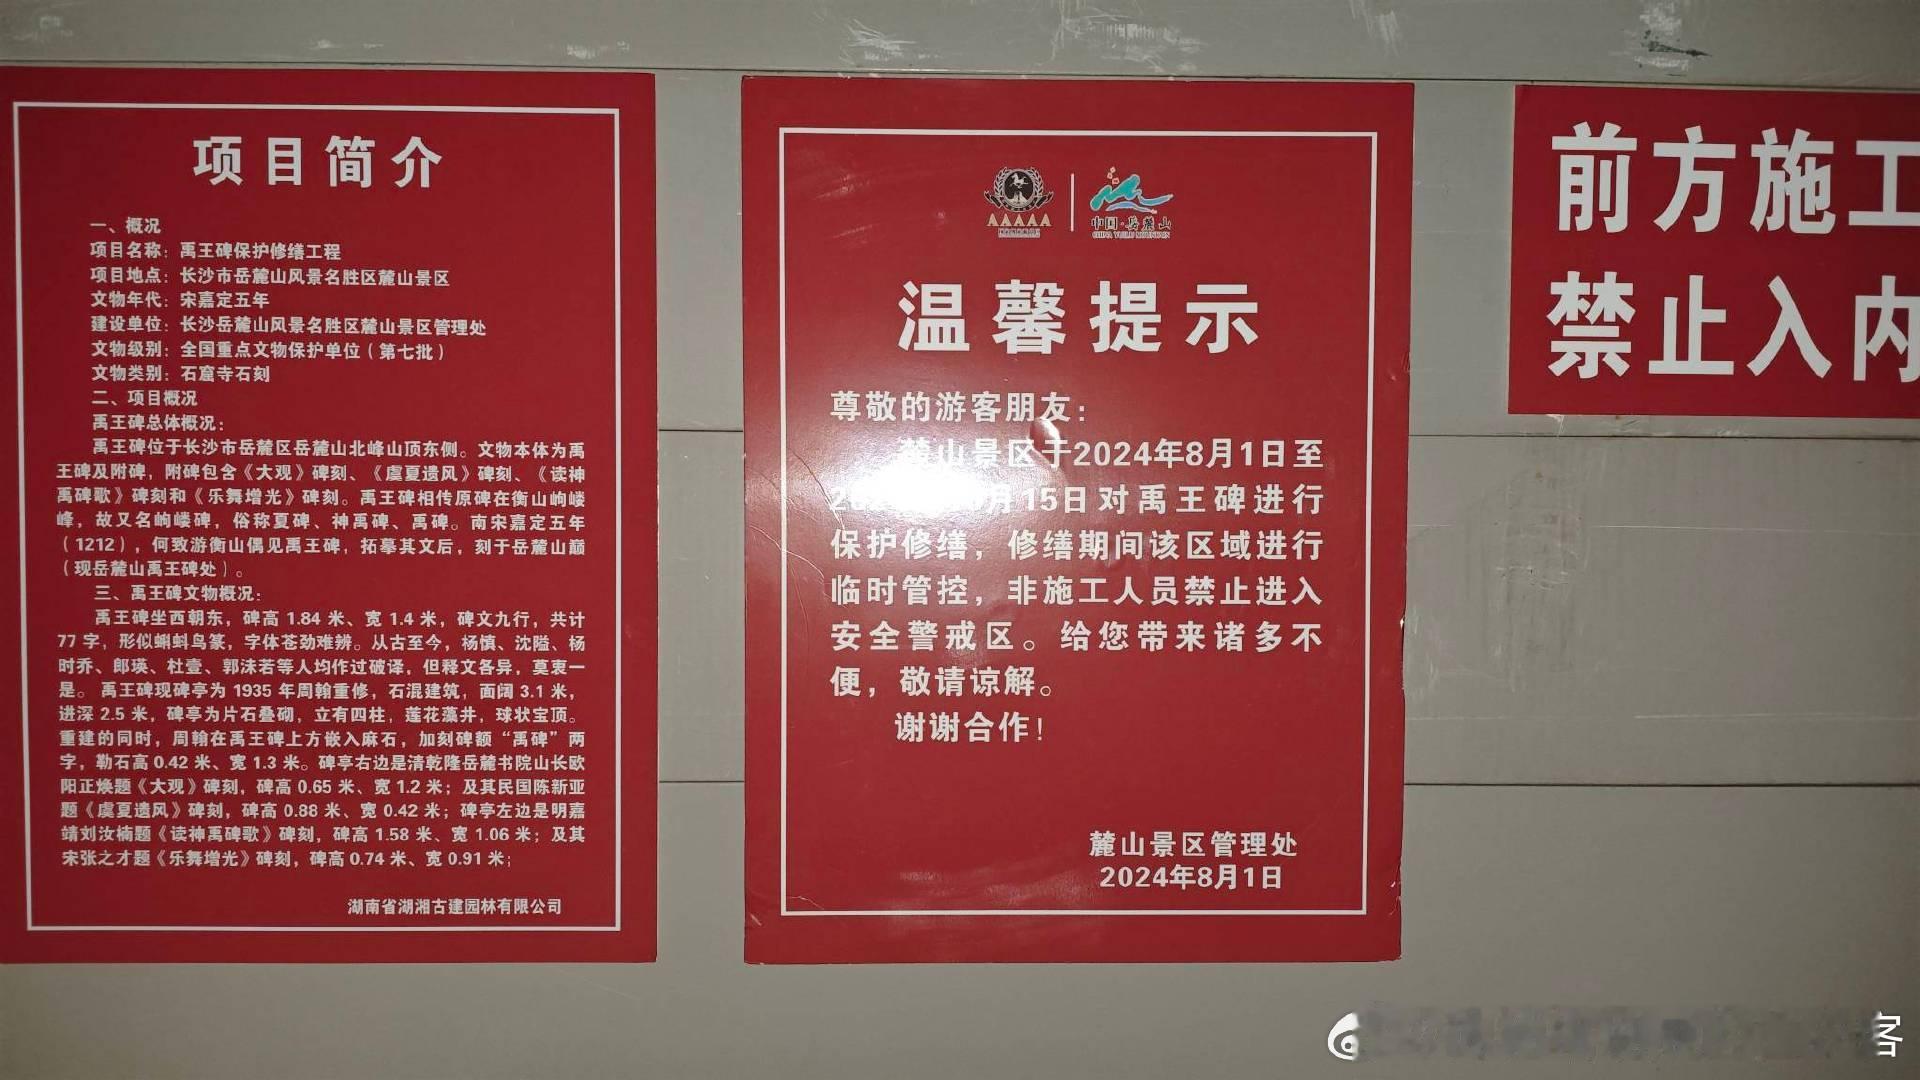 项目简介
一、概况
项目名称：禹王碑保护修缮工程
项目地点：长沙市岳麓山风景名胜区麓山景区
文物年代：宋嘉定五年
建设单位：长沙岳麓山风景名胜区麓山景区管理处
文物级别：全国重点文物保护单位（第七批）
文物类别：石窟寺石刻
二、项目概况
禹王碑总体概况：
禹王碑位于长沙市岳麓区岳麓山北峰山顶东侧。文物本体为禹
王碑及附碑，附碑包含《大观》碑刻、《虞夏遗风》碑刻、《读神
禹碑歌》碑刻和《乐舞增光》碑刻。禹王碑相传原碑在衡山岣嵝
峰，故又名岣嵝碑，俗称夏碑、神禹碑、禹碑。南宋嘉定五年
（1212），何致游衡山偶见禹王碑，拓摹其文后，刻于岳麓山巅
（现岳麓山禹王碑处）。
三、禹王碑文物概况：
禹王碑坐西朝东，碑高 1.84 米、宽 1.4 米，碑文九行，共计
77 字，形似蝌蚪鸟篆，字体苍劲难辨。从古至今，杨慎、沈隘、杨
时乔、郎瑛、杜壹、郭沫若等人均作过破译，但释文各异，莫衷一
是。禹王碑现碑亭为 1935 年周翰重修，石混建筑，面阔 3.1 米，
进深 2.5 米，碑亭为片石叠砌，立有四柱，莲花藻井，球状宝顶。
重建的同时，周翰在禹王碑上方嵌入麻石，加刻碑额“禹碑”两
字，勒石高 0.42 米、宽 1.3 米。碑亭右边是清乾隆岳麓书院山长欧
阳正焕题《大观》碑刻，碑高 0.65 米、宽 1.2 米；及其民国陈新亚
题《虞夏遗风》碑刻，碑高 0.88 米、宽 0.42 米；碑亭左边是明嘉
靖刘汝楠题《读神禹碑歌》碑刻，碑高 1.58 米、宽 1.06 米；及其
宋张之才题《乐舞增光》碑刻，碑高 0.74 米、宽 0.91 米；
湖南省湖湘古建园林有限公司
AAAAA
中国·岳麓山
CHINA YUELU MOUNTAIN
温馨提示
尊敬的游客朋友：
麓山景区于2024年8月1日至
月15日对禹王碑进行
保护修缮，修缮期间该区域进行
临时管控，非施工人员禁止进入
安全警戒区。给您带来诸多不
便，敬请谅解。
谢谢合作！
麓山景区管理处
2024年8月1日
前方施工
禁止入内
客